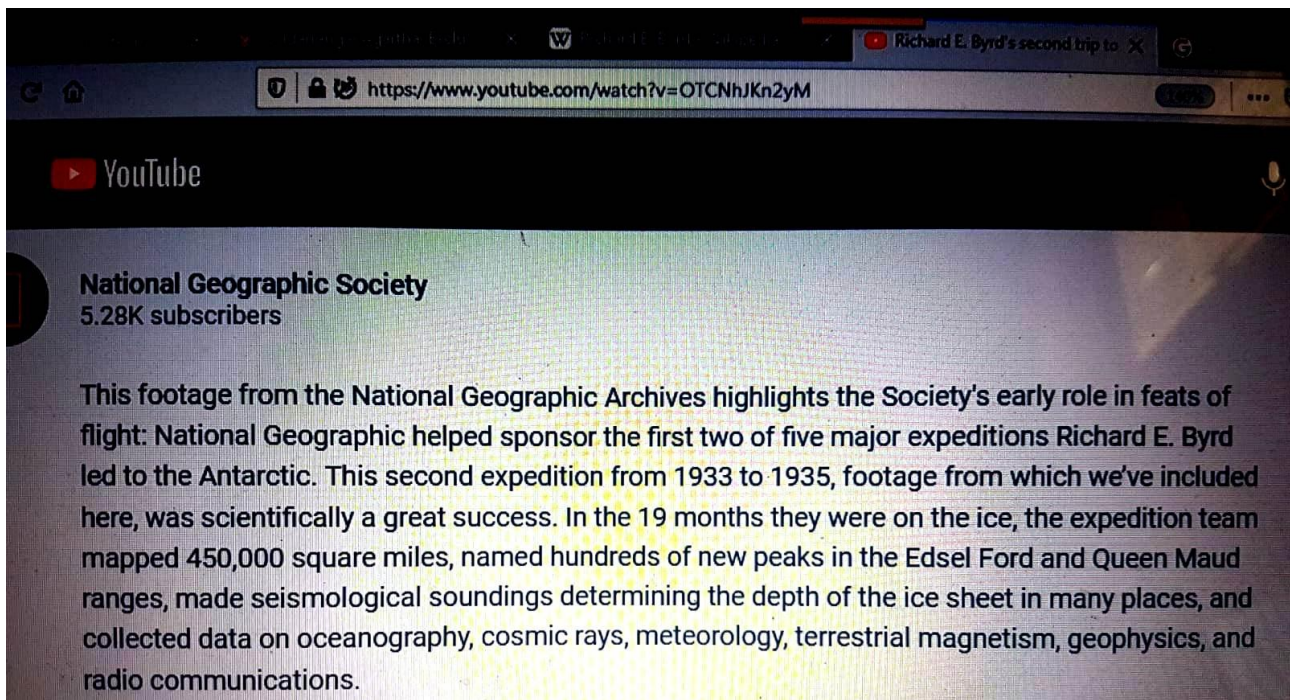 Richard E. Byrd's second trip to
https://www.youtube.com/watch?v=OTCNhJKn2yM
YouTube
National Geographic Society
5.28K subscribers
This footage from the National Geographic Archives highlights the Society's early role in feats of
flight: National Geographic helped sponsor the first two of five major expeditions Richard E. Byrd
led to the Antarctic. This second expedition from 1933 to 1935, footage from which we've included
here, was scientifically a great success. In the 19 months they were on the ice, the expedition team
mapped 450,000 square miles, named hundreds of new peaks in the Edsel Ford and Queen Maud
ranges, made seismological soundings determining the depth of the ice sheet in many places, and
collected data on oceanography, cosmic rays, meteorology, terrestrial magnetism, geophysics, and
radio communications.